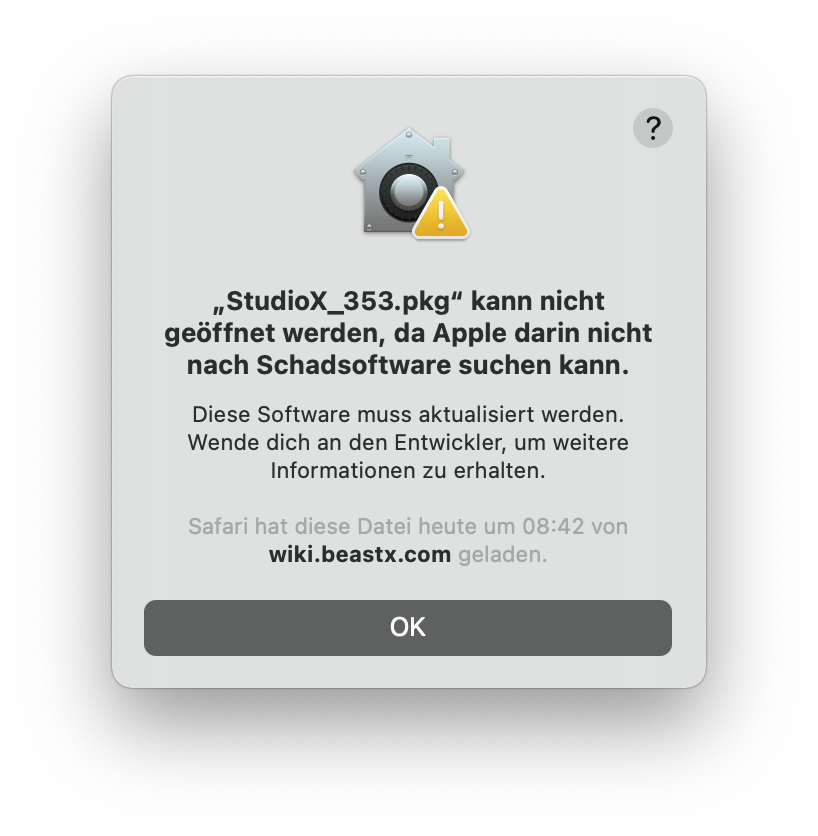 ?
„StudioX_353.pkg“ kann nicht
geöffnet werden, da Apple darin nicht
nach Schadsoftware suchen kann.
Diese Software muss aktualisiert werden.
Wende dich an den Entwickler, um weitere
Informationen zu erhalten.
Safari hat diese Datei heute um 08:42 von
wiki.beastx.com geladen.
OK